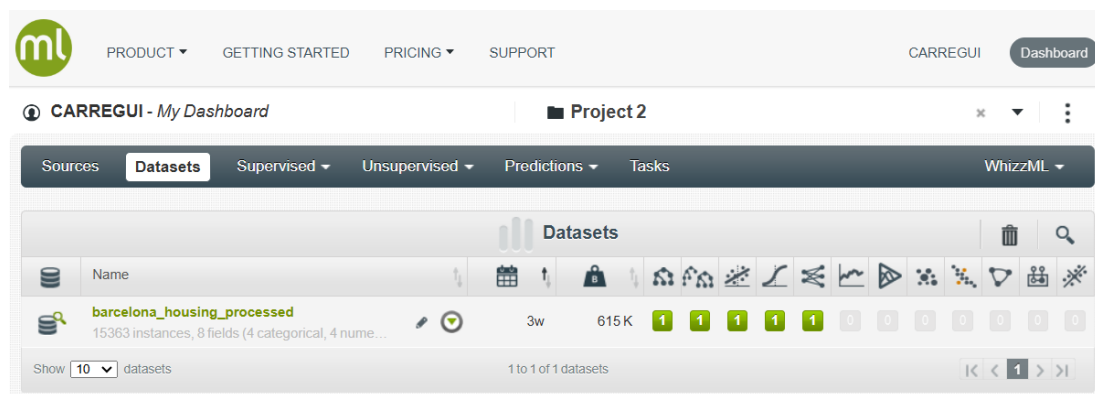 ml PRODUCT GETTING STARTED PRICING SUPPORT CARREGUI Dashboard
CARREGUI - My Dashboard Project 2
Sources Datasets Supervised Unsupervised Predictions Tasks WhizzML
Datasets
Name B
barcelona_housing_processed
15363 instances, 8 fields (4 categorical, 4 nume... 3w 615 K 1 1 1 1 1 0 0 0 0 0 0 0
Show 10 datasets 1 to 1 of 1 datasets 1